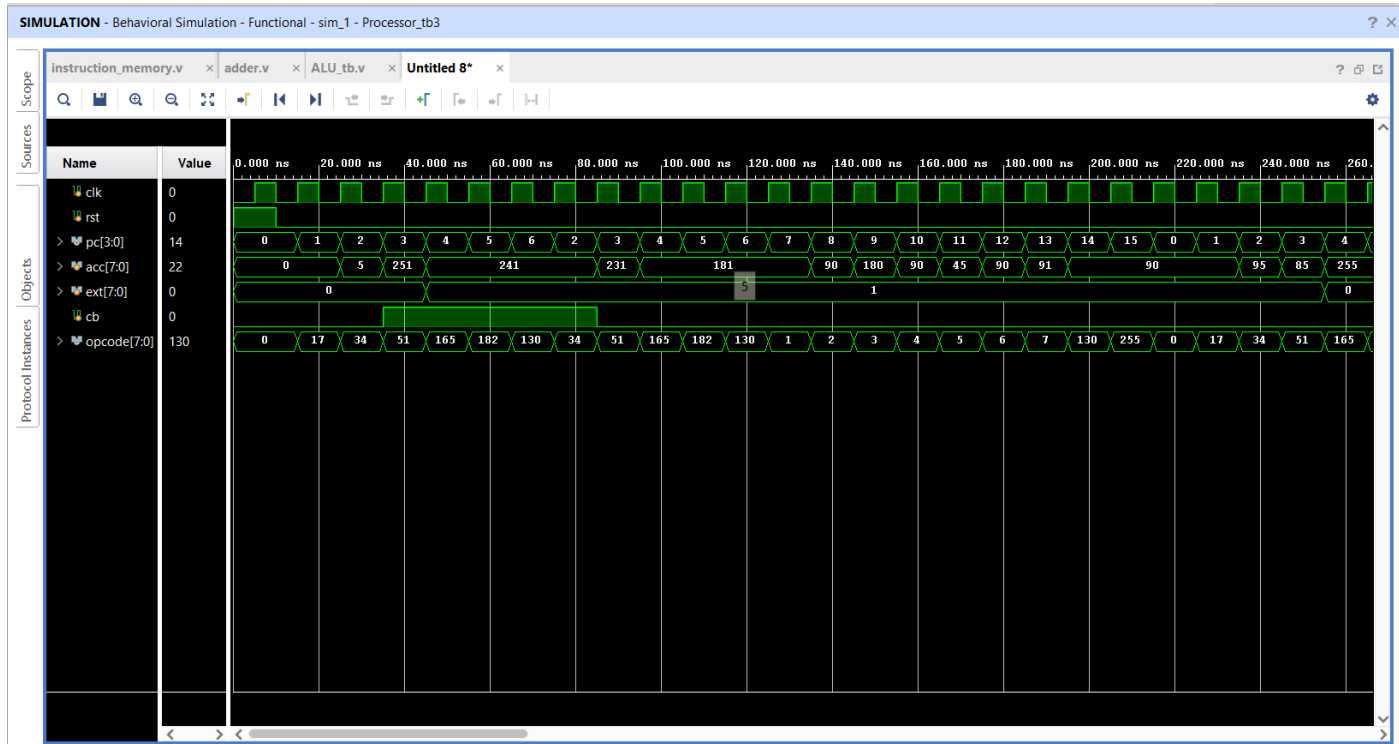 SIMULATION - Behavioral Simulation - Functional - sim_1 - Processor_tb3 ? ×
instruction_memory.v × adder.v × ALU_tb.v × Untitled 8* × ?
Scope
Sources
Objects
Protocol Instances
Name Value
0.000 ns 20.000 ns 40.000 ns 60.000 ns 80.000 ns 100.000 ns 120.000 ns 140.000 ns 160.000 ns 180.000 ns 200.000 ns 220.000 ns 240.000 ns 260.
clk 0
rst 0
pc[3:0] 14 0 1 2 3 4 5 6 2 3 4 5 6 7 8 9 10 11 12 13 14 15 0 1 2 3 4
acc[7:0] 22 0 5 251 241 231 181 90 180 90 45 90 91 90 95 85 255
ext[7:0] 0 0 5 1 0
cb 0
opcode[7:0] 130 0 17 34 51 165 182 130 34 51 165 182 130 1 2 3 4 5 6 7 130 255 0 17 34 51 165